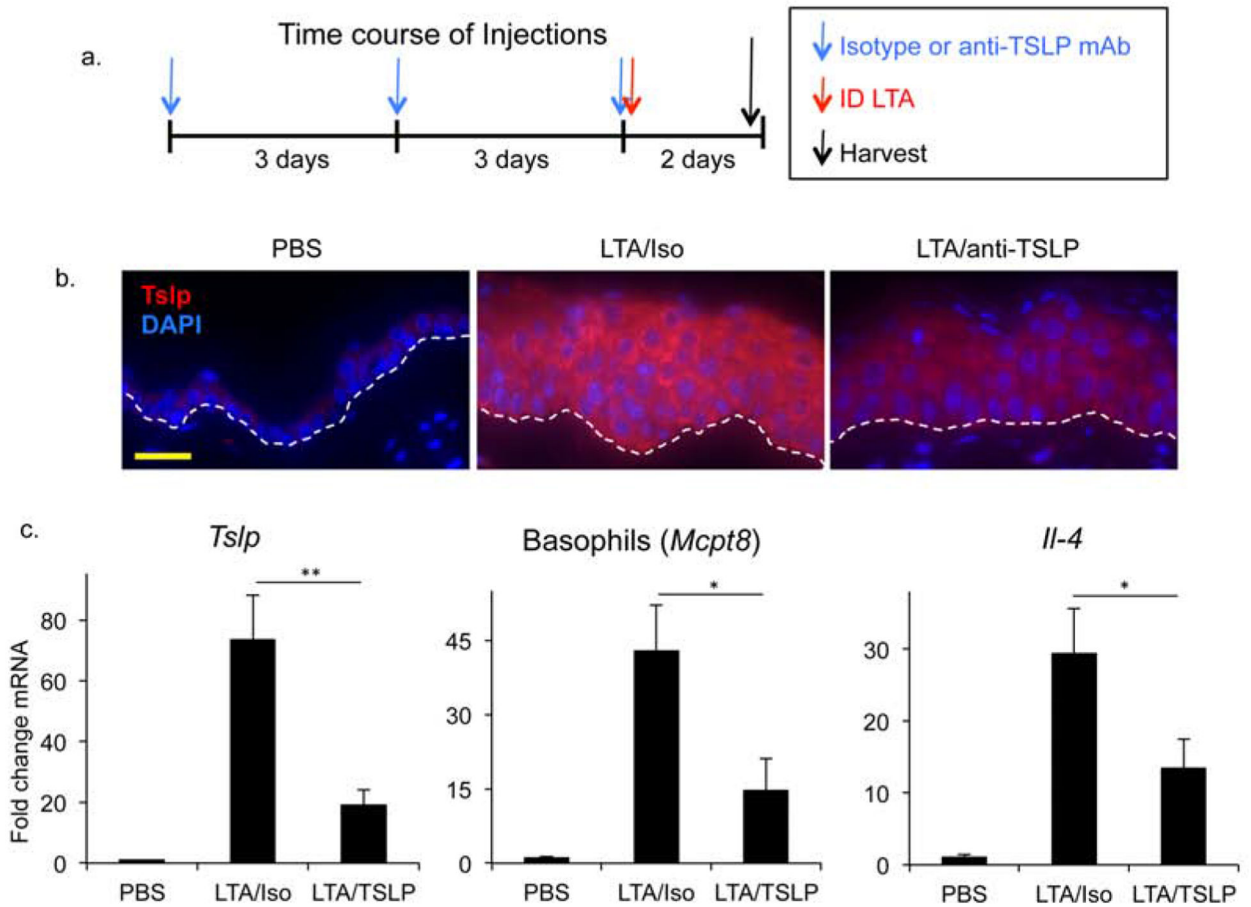 a.
Time course of Injections
3 days
3 days
2 days
Isotype or anti-TSLP mAb
ID LTA
Harvest
b.
PBS
LTA/Iso
LTA/anti-TSLP
Tslp
DAPI
c.
Tslp
Basophils (Mcpt8)
Il-4
Fold change mRNA
80
60
40
20
0
**
PBS
LTA/Iso
LTA/TSLP
45
30
15
0
*
PBS
LTA/Iso
LTA/TSLP
30
20
10
0
*
PBS
LTA/Iso
LTA/TSLP